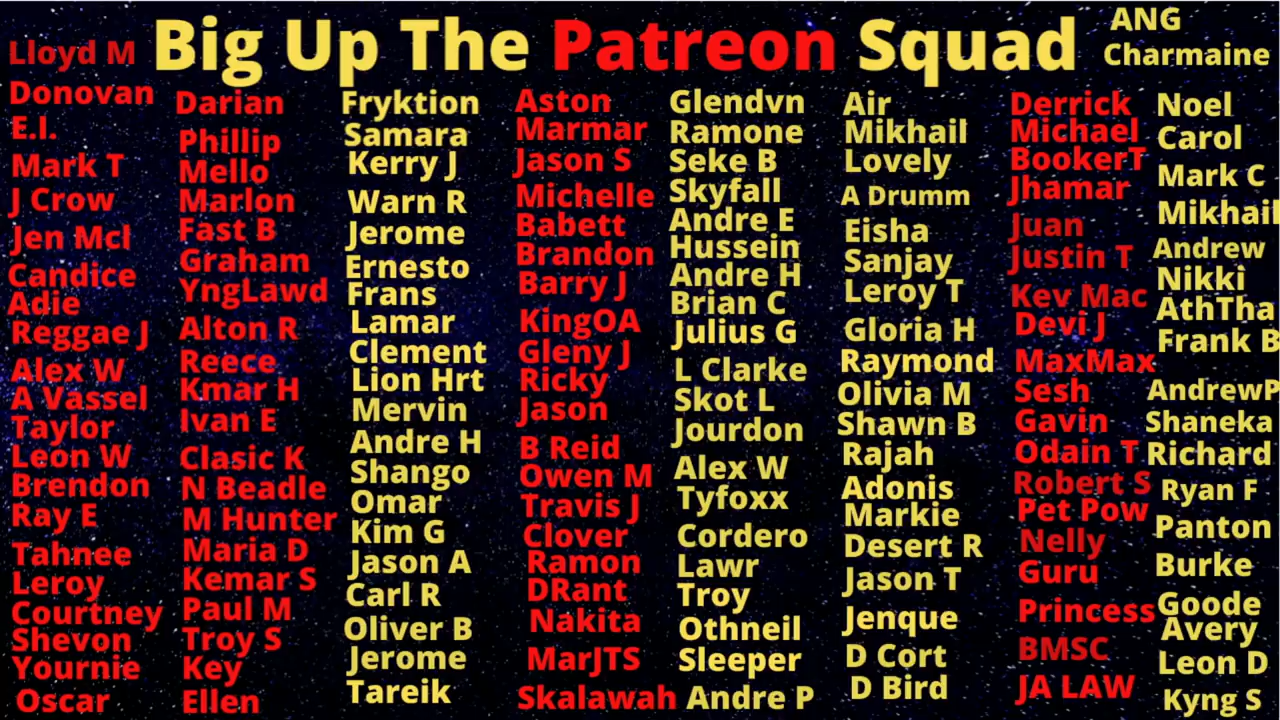 Big Up The Patreon Squad
Lloyd M
Donovan
E.I.
Mark T
J Crow
Jen Mcl
Candice
Adie
Reggae J
Alex W
A Vassel
Taylor
Leon W
Brendon
Ray E
Tahnee
Leroy
Courtney
Shevon
Yournie
Oscar
Darian
Phillip
Mello
Marlon
Fast B
Graham
YngLawd
Alton R
Reece
Kmar H
Ivan E
Clasic K
N Beadle
M Hunter
Maria D
Kemar S
Paul M
Troy S
Key
Ellen
Fryktion
Samara
Kerry J
Warn R
Jerome
Ernesto
Frans
Lamar
Clement
Lion Hrt
Mervin
Andre H
Shango
Omar
Kim G
Jason A
Carl R
Oliver B
Jerome
Tareik
Aston
Marmar
Jason S
Michelle
Babett
Brandon
Barry J
KingOA
Gleny J
Ricky
Jason
B Reid
Owen M
Travis J
Clover
Ramon
DRant
Nakita
MarJTS
Skalawah
Glendvn
Ramone
Seke B
Skyfall
Andre E
Hussein
Andre H
Brian C
Julius G
L Clarke
Skot L
Jourdon
Alex W
Tyfoxx
Cordero
Lawr
Troy
Othneil
Sleeper
Andre P
Air
Mikhail
Lovely
A Drumm
Eisha
Sanjay
Leroy T
Gloria H
Raymond
Olivia M
Shawn B
Rajah
Adonis
Markie
Desert R
Jason T
Jenque
D Cort
D Bird
Derrick
Michael
BookerT
Jhamar
Juan
Justin T
Kev Mac
Devi J
MaxMax
Sesh
Gavin
Odain T
Robert S
Pet Pow
Nelly
Guru
Princess
BMSC
JA LAW
ANG
Charmaine
Noel
Carol
Mark C
Mikhail
Andrew
Nikki
AthTha
Frank B
AndrewP
Shaneka
Richard
Ryan F
Panton
Burke
Goode
Avery
Leon D
Kyng S